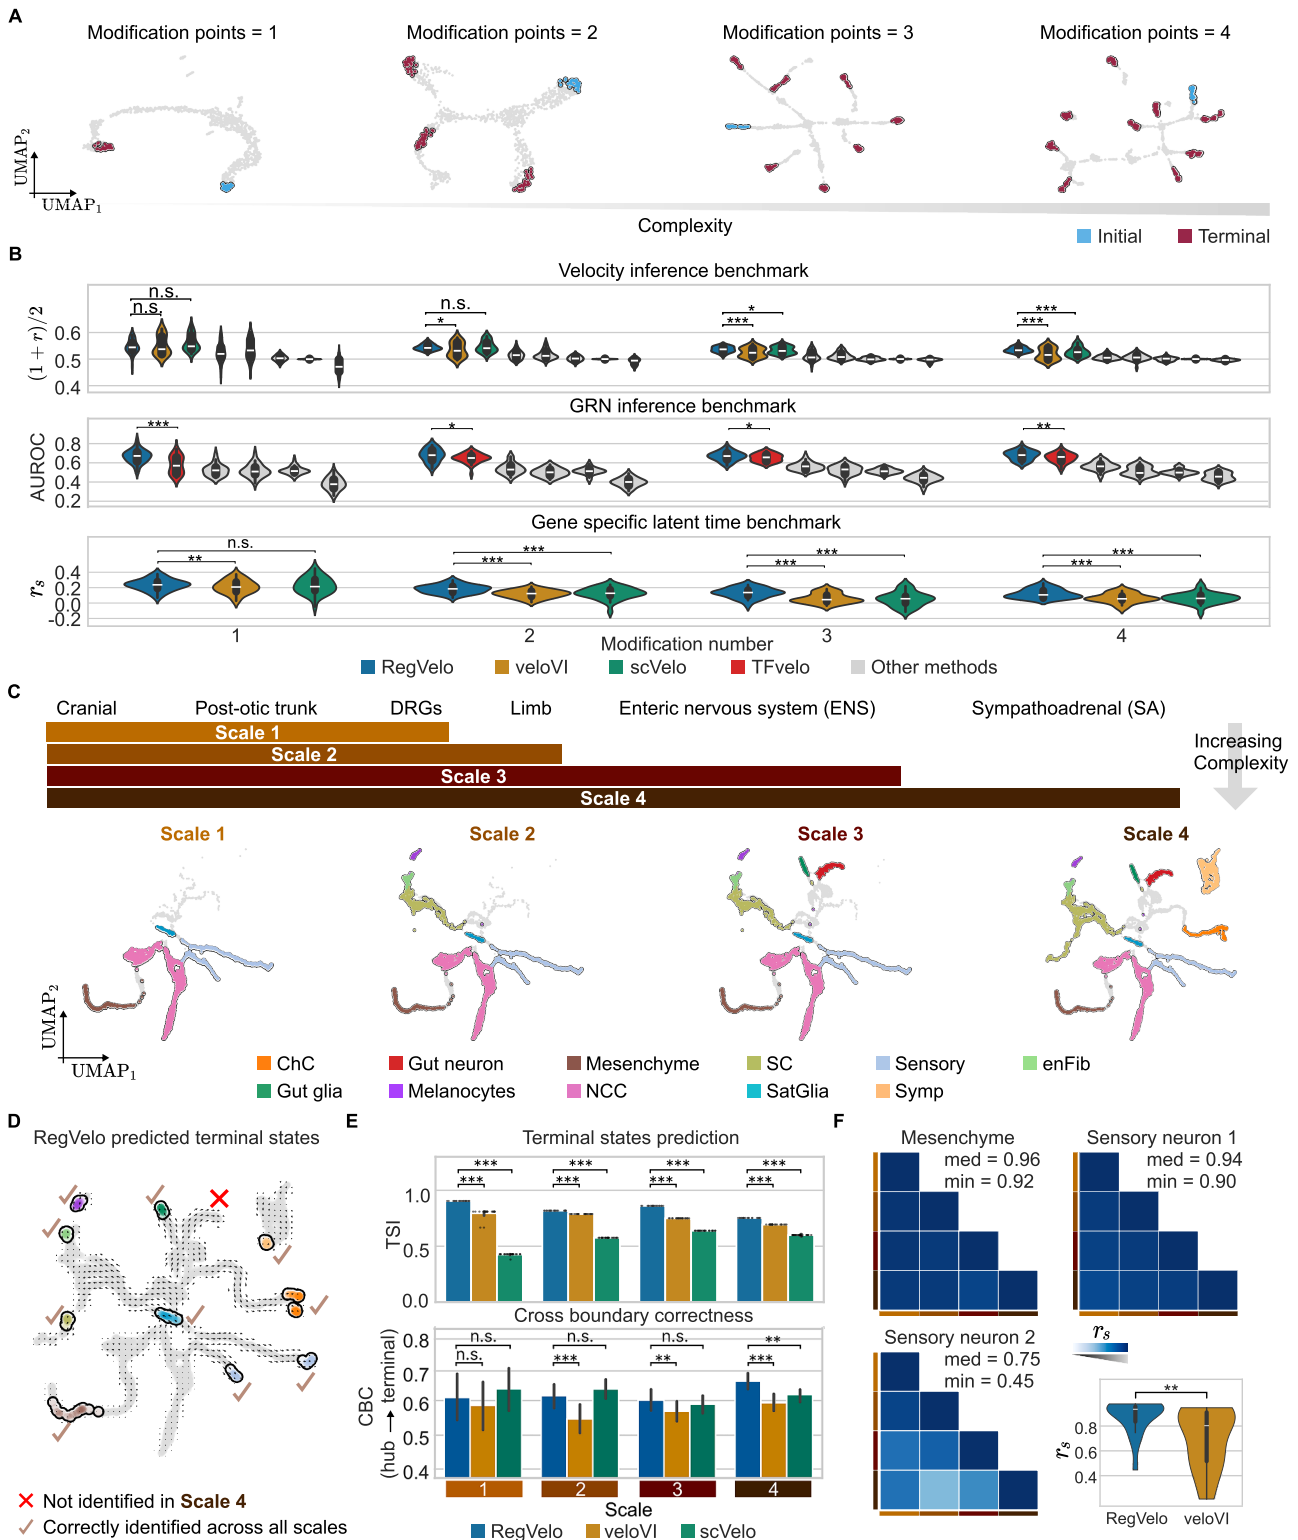 A
Modification points = 1
Modification points = 2
Modification points = 3
Modification points = 4
UMAP2
UMAP1
Complexity
Initial
Terminal
B
Velocity inference benchmark
(1 + r)/2
0.6
0.5
0.4
n.s.
n.s.
n.s.
*
*
***
***
***
GRN inference benchmark
AUROC
0.8
0.6
0.4
0.2
***
*
*
**
Gene specific latent time benchmark
rs
0.4
0.2
0.0
-0.2
n.s.
**
***
***
***
***
***
***
1
2
3
4
Modification number
RegVelo
veloVI
scVelo
TFvelo
Other methods
C
Cranial
Post-otic trunk
DRGs
Limb
Enteric nervous system (ENS)
Sympathoadrenal (SA)
Scale 1
Scale 2
Scale 3
Scale 4
Increasing
Complexity
Scale 1
Scale 2
Scale 3
Scale 4
UMAP2
UMAP1
ChC
Gut neuron
Mesenchyme
SC
Sensory
enFib
Gut glia
Melanocytes
NCC
SatGlia
Symp
D
RegVelo predicted terminal states
Not identified in Scale 4
Correctly identified across all scales
E
Terminal states prediction
TSI
1.0
0.5
0.0
***
***
***
***
***
***
***
***
Cross boundary correctness
CBC
(hub → terminal)
0.8
0.7
0.6
0.5
0.4
n.s.
n.s.
n.s.
***
n.s.
**
**
***
1
2
3
4
Scale
RegVelo
veloVI
scVelo
F
Mesenchyme
med = 0.96
min = 0.92
Sensory neuron 1
med = 0.94
min = 0.90
Sensory neuron 2
med = 0.75
min = 0.45
rs
**
rs
0.8
0.6
0.4
RegVelo
veloVI